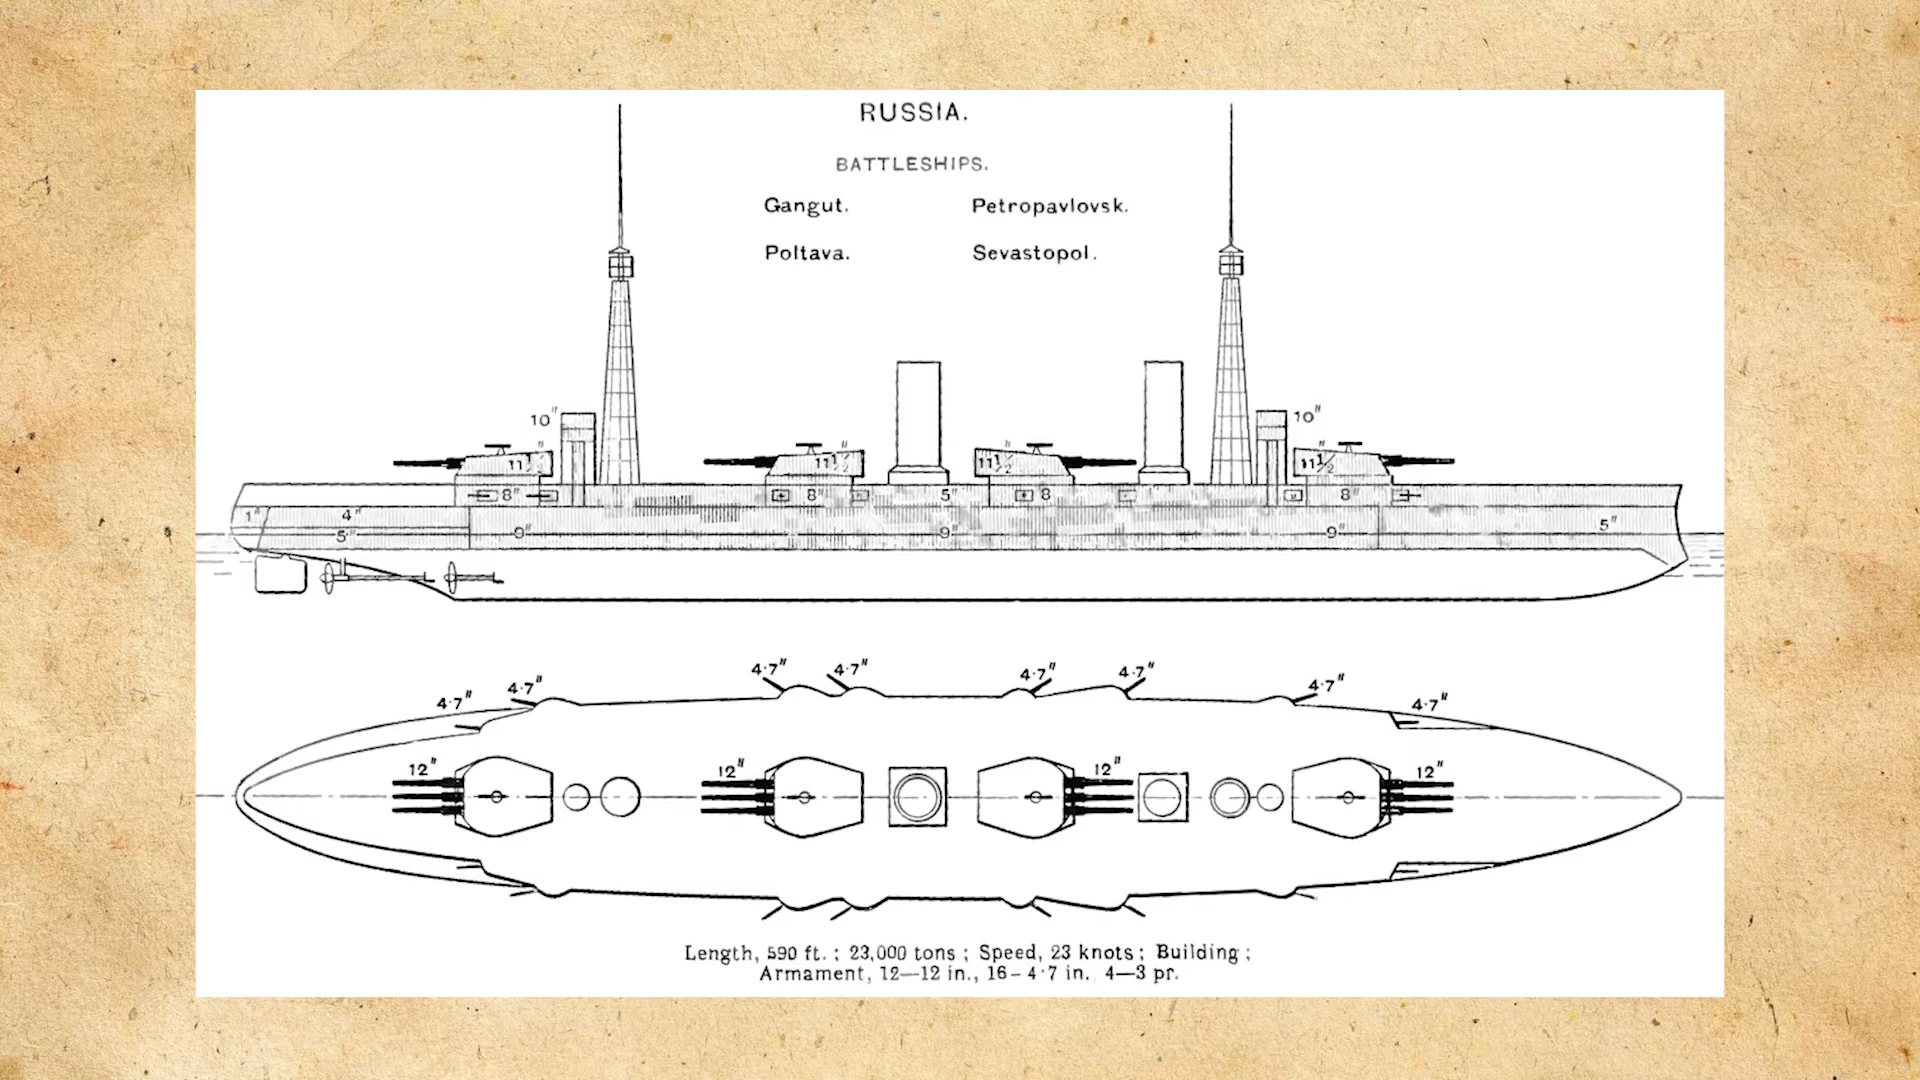 RUSSIA.
BATTLESHIPS.
Gangut. Petropavlovsk.
Poltava. Sevastopol.
10" 10"
11½" 11½" 11½" 11½"
8" 8" 5" 8 8"
1" 4"
5" 9" 9" 9" 5"
4·7" 4·7" 4·7" 4·7" 4·7" 4·7" 4·7" 4·7"
12" 12" 12" 12"
Length, 590 ft. ; 23,000 tons ; Speed, 23 knots ; Building ;
Armament, 12—12 in., 16—4·7 in. 4—3 pr.